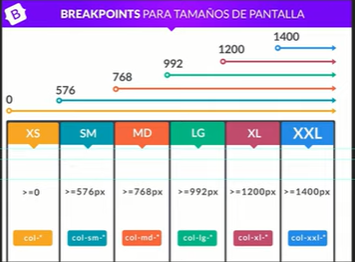 B
BREAKPOINTS PARA TAMAÑOS DE PANTALLA
1400
1200
992
768
576
0
XS SM MD LG XL XXL
>=0 >=576px >=768px >=992px >=1200px >=1400px
col-* col-sm-* col-md-* col-lg-* col-xl-* col-xxl-*